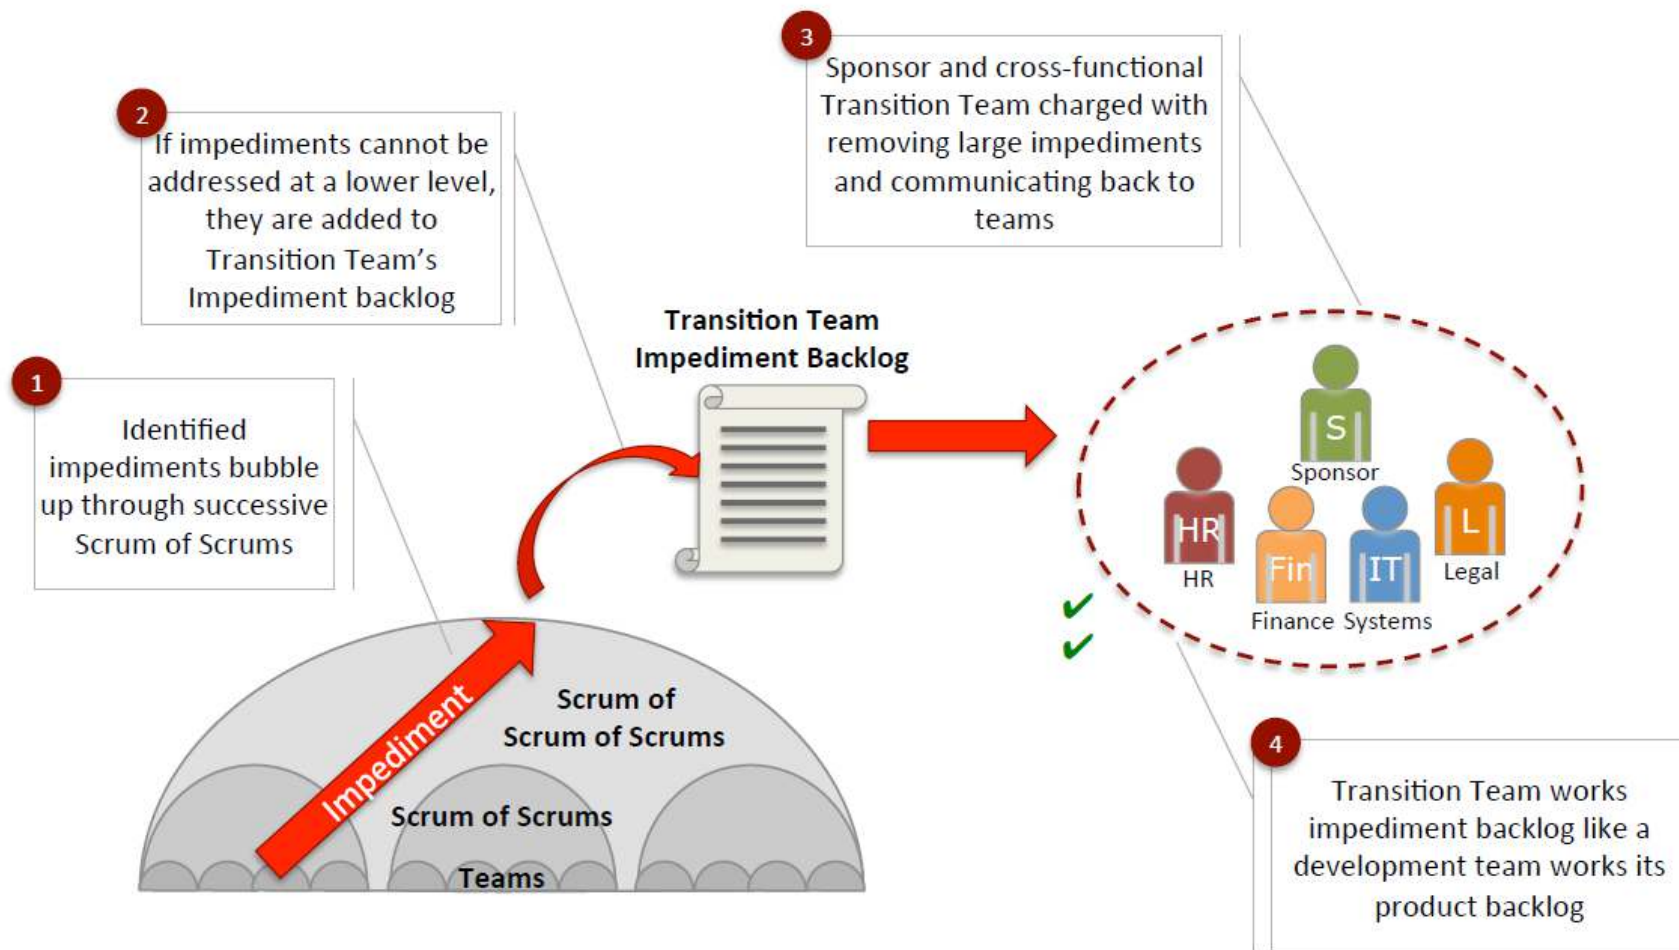 1
Identified
impediments bubble
up through successive
Scrum of Scrums
2
If impediments cannot be
addressed at a lower level,
they are added to
Transition Team’s
Impediment backlog
3
Sponsor and cross-functional
Transition Team charged with
removing large impediments
and communicating back to
teams
Transition Team
Impediment Backlog
S
Sponsor
HR
HR
Fin
Finance
IT
Systems
L
Legal
Impediment
Scrum of
Scrum of Scrums
Scrum of Scrums
Teams
4
Transition Team works
impediment backlog like a
development team works its
product backlog